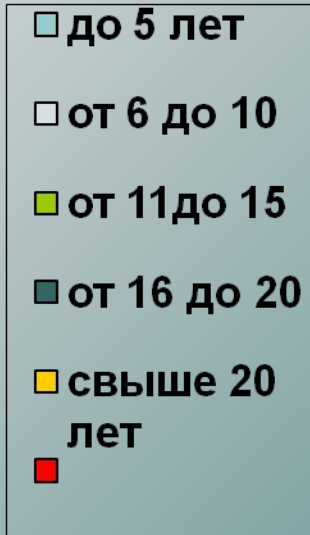 до 5 лет
от 6 до 10
от 11до 15
от 16 до 20
свыше 20
лет